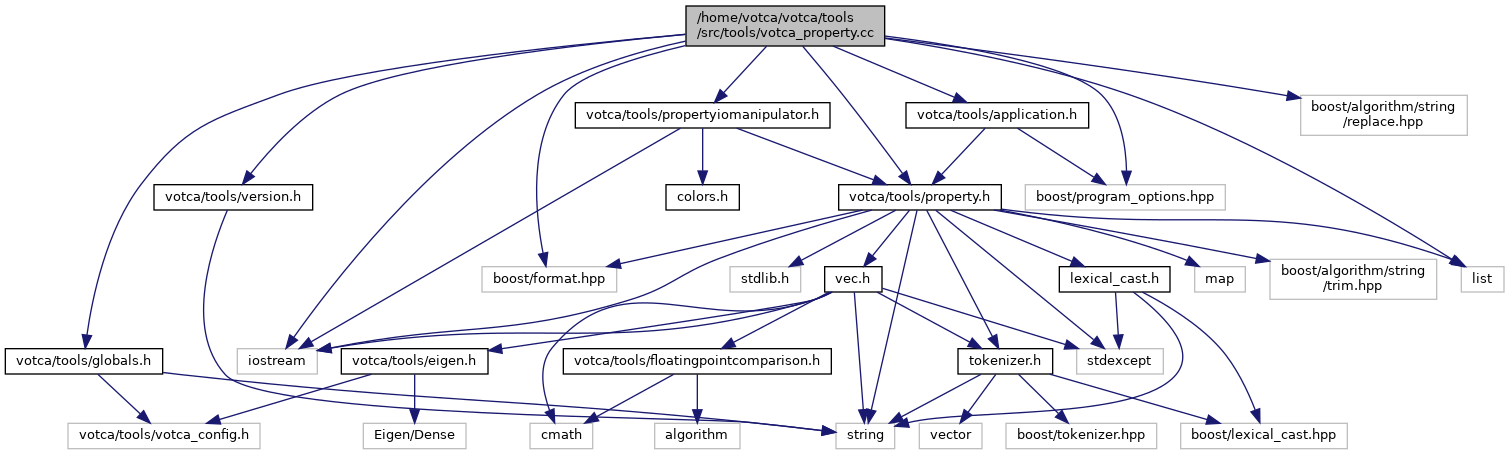 /home/votca/votca/tools
/src/tools/votca_property.cc
boost/algorithm/string
/replace.hpp
votca/tools/propertyiomanipulator.h
votca/tools/application.h
votca/tools/version.h
colors.h
votca/tools/property.h
boost/program_options.hpp
boost/format.hpp
stdlib.h
vec.h
lexical_cast.h
map
boost/algorithm/string
/trim.hpp
list
votca/tools/globals.h
iostream
votca/tools/eigen.h
votca/tools/floatingpointcomparison.h
tokenizer.h
stdexcept
votca/tools/votca_config.h
Eigen/Dense
cmath
algorithm
string
vector
boost/tokenizer.hpp
boost/lexical_cast.hpp